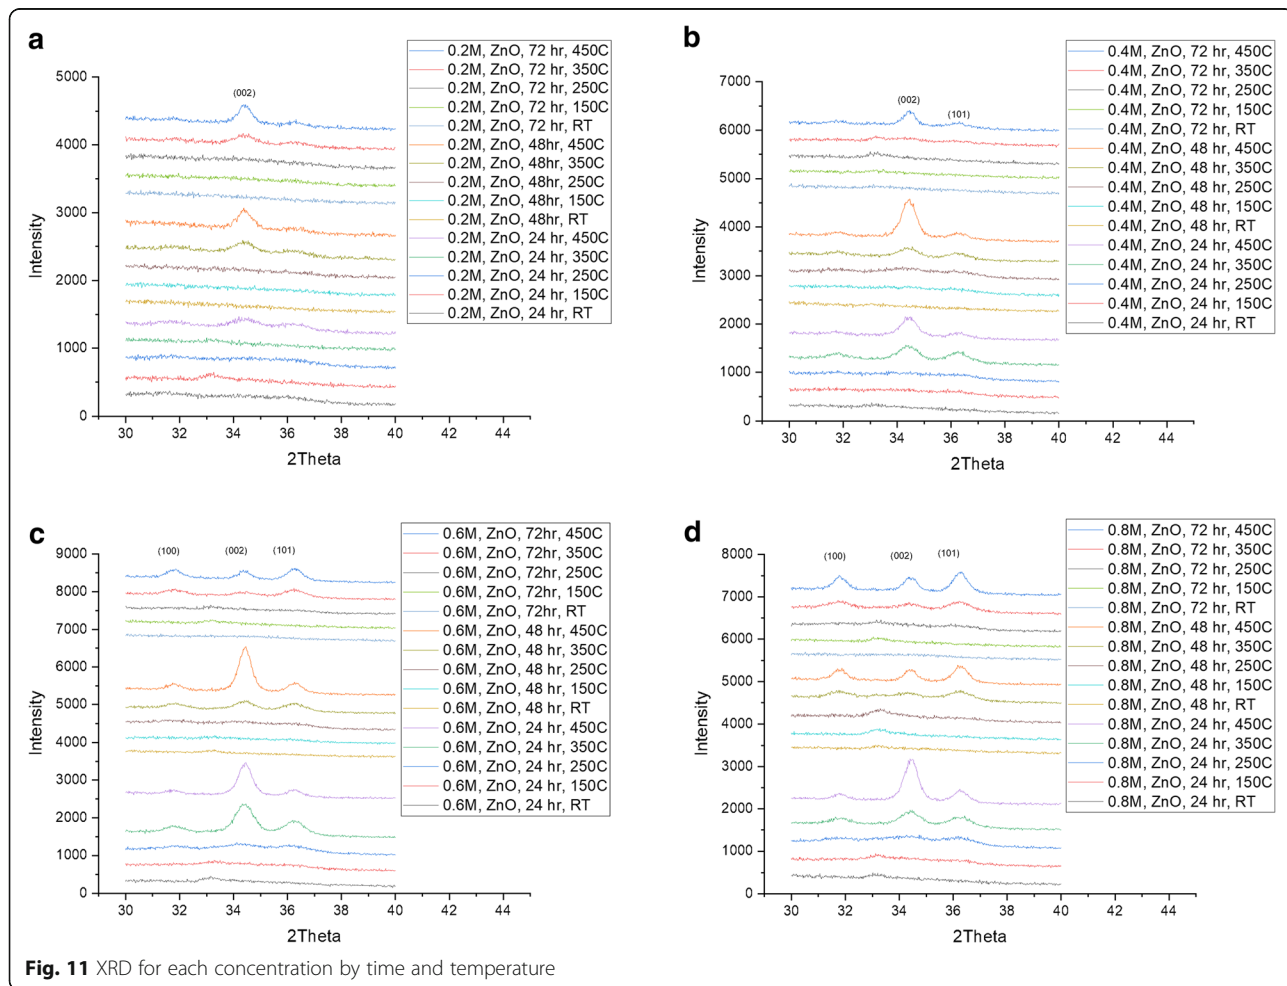 a
0.2M, ZnO, 72 hr, 450C
0.2M, ZnO, 72 hr, 350C
0.2M, ZnO, 72 hr, 250C
0.2M, ZnO, 72 hr, 150C
0.2M, ZnO, 72 hr, RT
0.2M, ZnO, 48hr, 450C
0.2M, ZnO, 48hr, 350C
0.2M, ZnO, 48hr, 250C
0.2M, ZnO, 48hr, 150C
0.2M, ZnO, 48hr, RT
0.2M, ZnO, 24 hr, 450C
0.2M, ZnO, 24 hr, 350C
0.2M, ZnO, 24 hr, 250C
0.2M, ZnO, 24 hr, 150C
0.2M, ZnO, 24 hr, RT
(002)
5000
4000
3000
2000
1000
0
Intensity
30 32 34 36 38 40 42 44
2Theta
b
0.4M, ZnO, 72 hr, 450C
0.4M, ZnO, 72 hr, 350C
0.4M, ZnO, 72 hr, 250C
0.4M, ZnO, 72 hr, 150C
0.4M, ZnO, 72 hr, RT
0.4M, ZnO, 48 hr, 450C
0.4M, ZnO, 48 hr, 350C
0.4M, ZnO, 48 hr, 250C
0.4M, ZnO, 48 hr, 150C
0.4M, ZnO, 48 hr, RT
0.4M, ZnO, 24 hr, 450C
0.4M, ZnO, 24 hr, 350C
0.4M, ZnO, 24 hr, 250C
0.4M, ZnO, 24 hr, 150C
0.4M, ZnO, 24 hr, RT
(002) (101)
7000
6000
5000
4000
3000
2000
1000
0
Intensity
30 32 34 36 38 40 42 44
2Theta
c
0.6M, ZnO, 72hr, 450C
0.6M, ZnO, 72hr, 350C
0.6M, ZnO, 72hr, 250C
0.6M, ZnO, 72hr, 150C
0.6M, ZnO, 72hr, RT
0.6M, ZnO, 48 hr, 450C
0.6M, ZnO, 48 hr, 350C
0.6M, ZnO, 48 hr, 250C
0.6M, ZnO, 48 hr, 150C
0.6M, ZnO, 48 hr, RT
0.6M, ZnO, 24 hr, 450C
0.6M, ZnO, 24 hr, 350C
0.6M, ZnO, 24 hr, 250C
0.6M, ZnO, 24 hr, 150C
0.6M, ZnO, 24 hr, RT
(100) (002) (101)
9000
8000
7000
6000
5000
4000
3000
2000
1000
0
Intensity
30 32 34 36 38 40 42 44
2Theta
d
0.8M, ZnO, 72 hr, 450C
0.8M, ZnO, 72 hr, 350C
0.8M, ZnO, 72 hr, 250C
0.8M, ZnO, 72 hr, 150C
0.8M, ZnO, 72 hr, RT
0.8M, ZnO, 48 hr, 450C
0.8M, ZnO, 48 hr, 350C
0.8M, ZnO, 48 hr, 250C
0.8M, ZnO, 48 hr, 150C
0.8M, ZnO, 48 hr, RT
0.8M, ZnO, 24 hr, 450C
0.8M, ZnO, 24 hr, 350C
0.8M, ZnO, 24 hr, 250C
0.8M, ZnO, 24 hr, 150C
0.8M, ZnO, 24 hr, RT
(100) (002) (101)
8000
7000
6000
5000
4000
3000
2000
1000
0
Intensity
30 32 34 36 38 40 42 44
2Theta
Fig. 11 XRD for each concentration by time and temperature